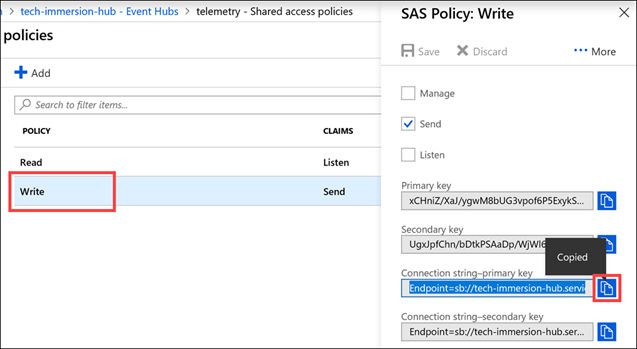 tech-immersion-hub - Event Hubs > telemetry - Shared access policies
policies
Add
Search to filter items...
POLICY CLAIMS
Read Listen
Write Send
SAS Policy: Write
Save Discard ... More
Manage
Send
Listen
Primary key
xCHniZ/XaJ/ygwM8bUG3vpof6P5ExykS...
Secondary key
UgxJpfChn/bDtkPSAaDp/WjWl6
Copied
Connection string–primary key
Endpoint=sb://tech-immersion-hub.servic
Connection string–secondary key
Endpoint=sb://tech-immersion-hub.ser...